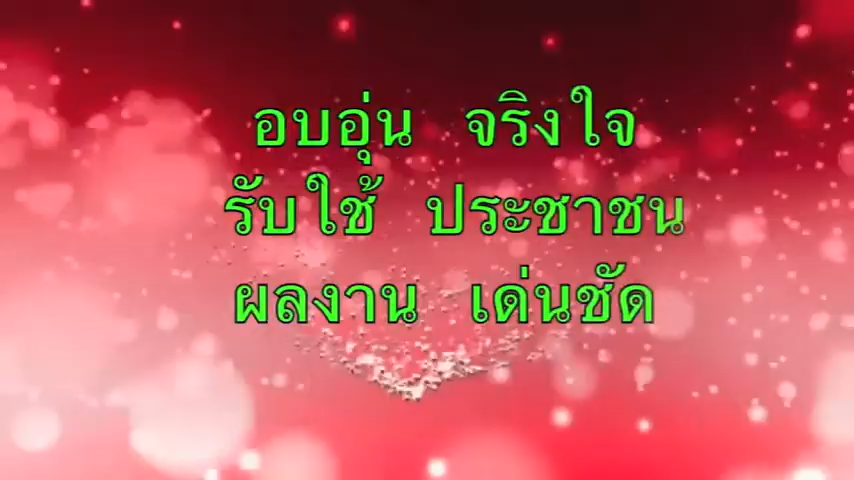 อบอุ่น จริงใจ
รับใช้ ประชาชน
ผลงาน เด่นชัด